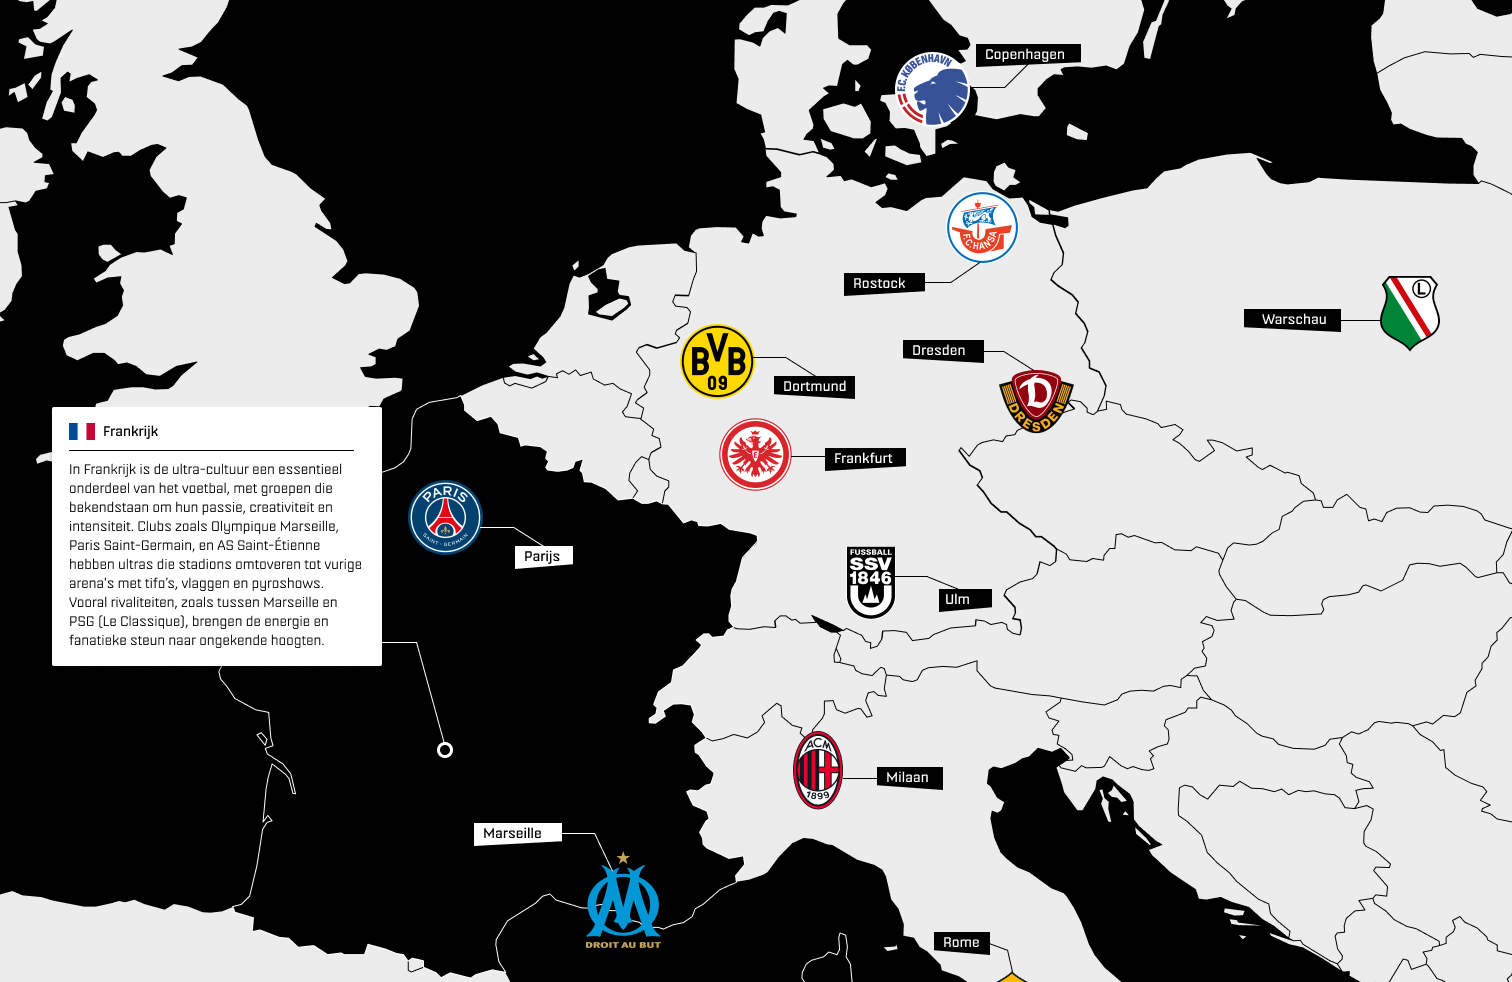 Copenhagen
F.C. KØBENHAVN
F.C. HANSA
Rostock
L
Warschau
BVB
09
Dortmund
Dresden
D
DRESDEN
Frankfurt
Frankrijk
In Frankrijk is de ultra-cultuur een essentieel
onderdeel van het voetbal, met groepen die
bekendstaan om hun passie, creativiteit en
intensiteit. Clubs zoals Olympique Marseille,
Paris Saint-Germain, en AS Saint-Étienne
hebben ultras die stadions omtoveren tot vurige
arena's met tifo's, vlaggen en pyroshows.
Vooral rivaliteiten, zoals tussen Marseille en
PSG (Le Classique), brengen de energie en
fanatieke steun naar ongekende hoogten.
PARIS
SAINT-GERMAIN
Parijs
FUSSBALL
SSV
1846
U
Ulm
ACM
1899
Milaan
Marseille
M
DROIT AU BUT
Rome